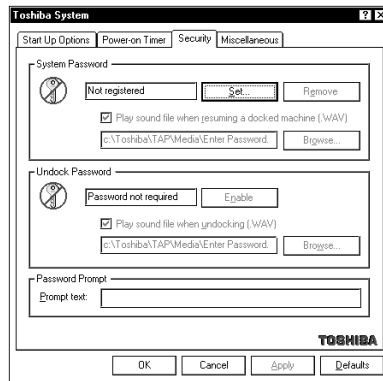 Toshiba System
Start Up Options Power-on Timer Security Miscellaneous
System Password
Not registered Set... Remove
Play sound file when resuming a docked machine (.WAV)
c:\Toshiba\TAP\Media\Enter Password. Browse...
Undock Password
Password not required Enable
Play sound file when undocking (.WAV)
c:\Toshiba\TAP\Media\Enter Password. Browse...
Password Prompt
Prompt text:
TOSHIBA
OK Cancel Apply Defaults